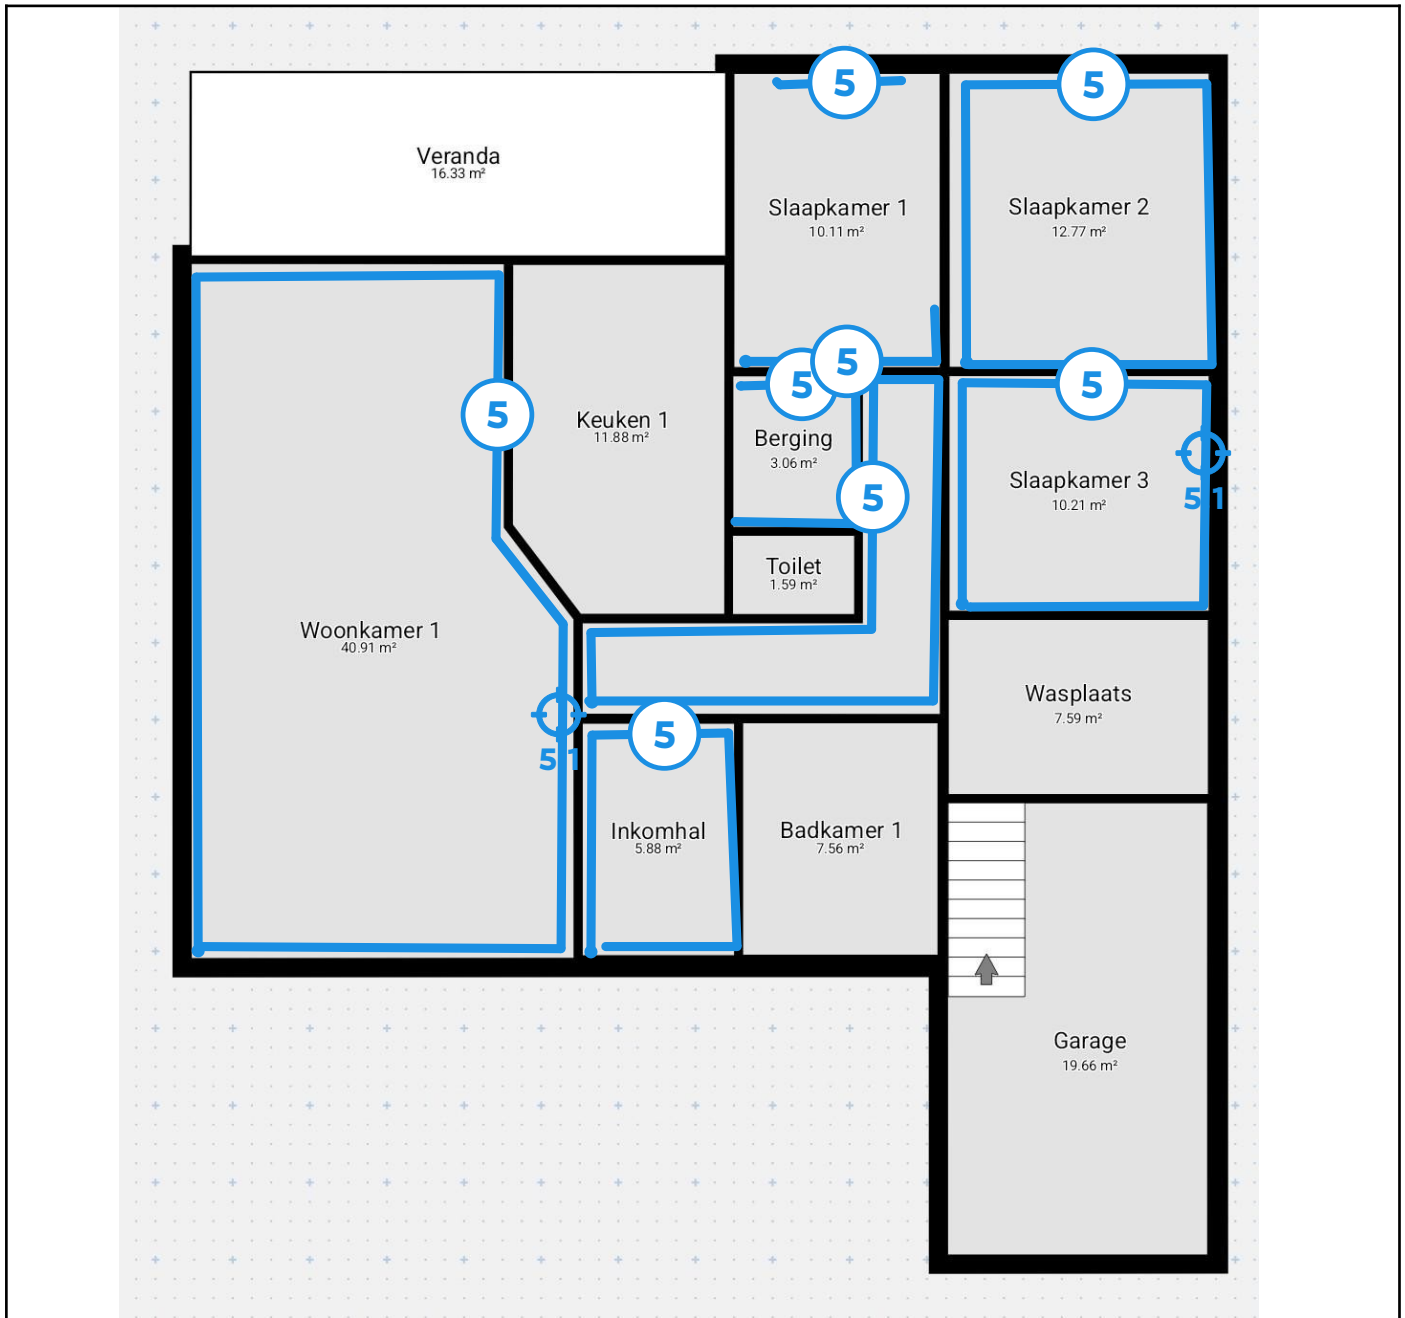 5
5
Veranda
16.33 m²
Slaapkamer 1
10.11 m²
Slaapkamer 2
12.77 m²
5
5
5
5
Keuken 1
11.88 m²
Berging
3.06 m²
Slaapkamer 3
10.21 m²
5
5.1
Toilet
1.59 m²
Woonkamer 1
40.91 m²
Wasplaats
7.59 m²
5
5.1
Inkomhal
5.88 m²
Badkamer 1
7.56 m²
Garage
19.66 m²